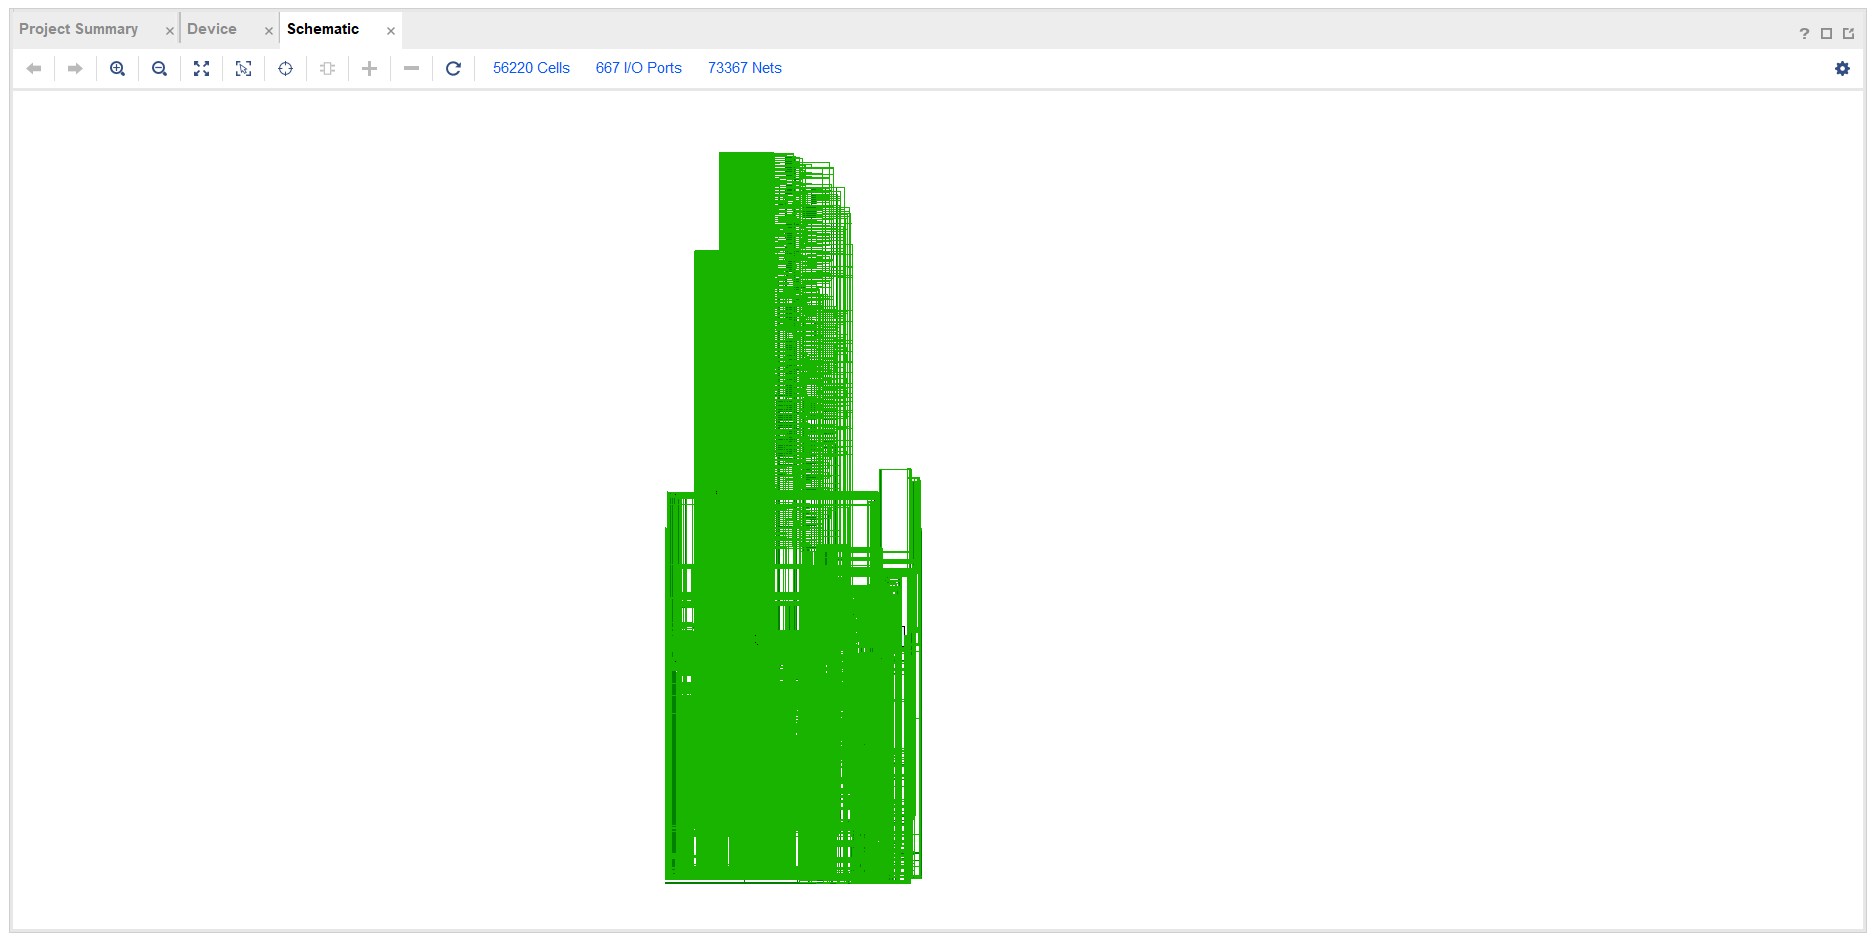 Project Summary × Device × Schematic ×
?
56220 Cells 667 I/O Ports 73367 Nets